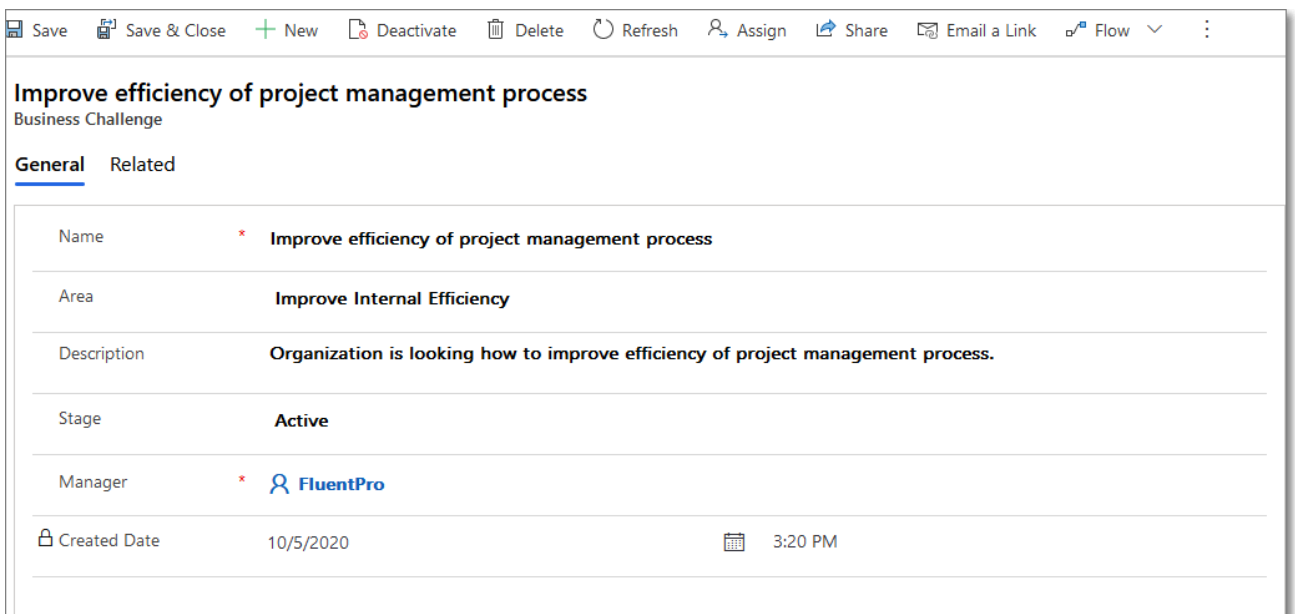 Save Save & Close New Deactivate Delete Refresh Assign Share Email a Link Flow
Improve efficiency of project management process
Business Challenge
General Related
Name * Improve efficiency of project management process
Area Improve Internal Efficiency
Description Organization is looking how to improve efficiency of project management process.
Stage Active
Manager * FluentPro
Created Date 10/5/2020 3:20 PM